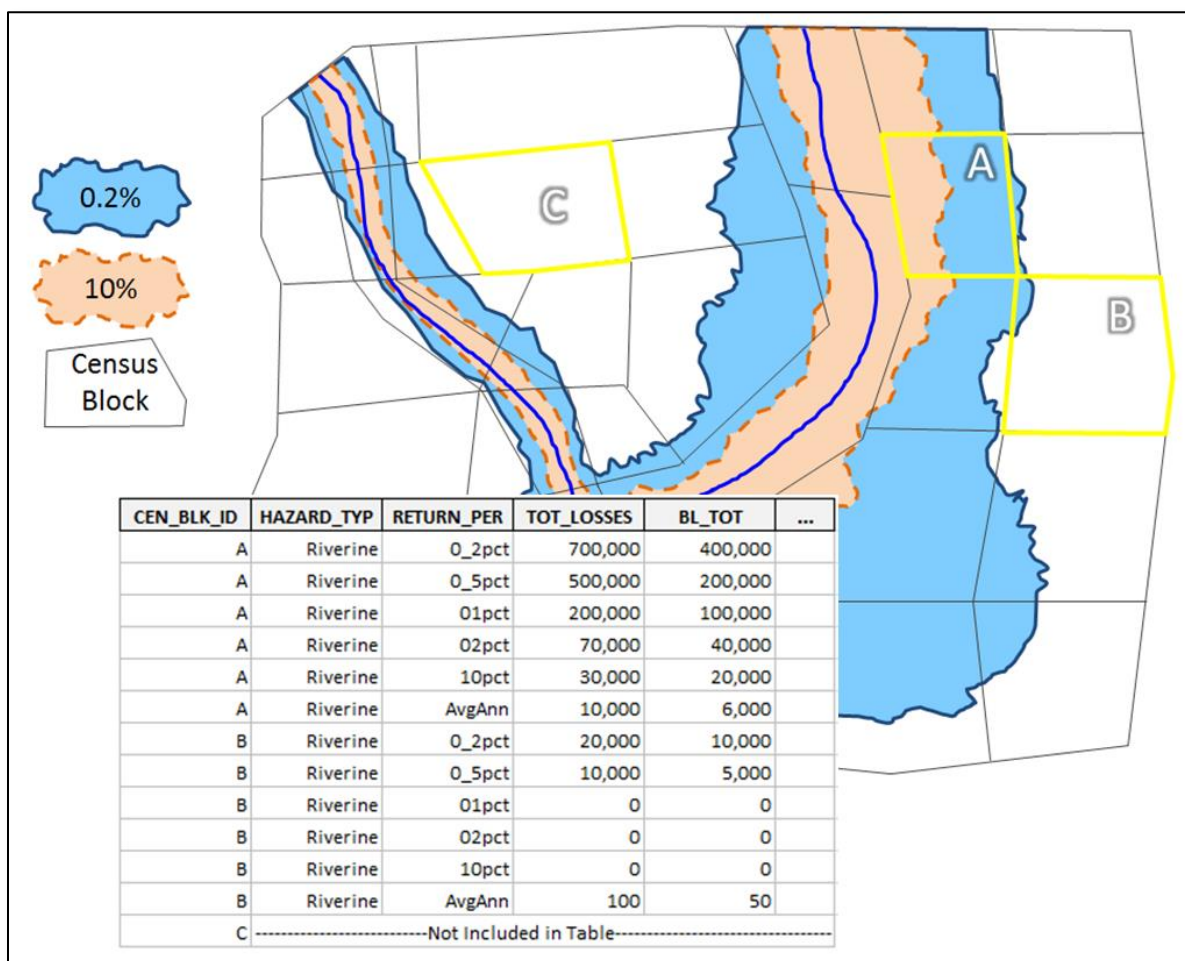 A
C
0.2%
10%
B
Census
Block
CEN_BLK_ID HAZARD_TYP RETURN_PER TOT_LOSSES BL_TOT ...
A Riverine 0_2pct 700,000 400,000
A Riverine 0_5pct 500,000 200,000
A Riverine 01pct 200,000 100,000
A Riverine 02pct 70,000 40,000
A Riverine 10pct 30,000 20,000
A Riverine AvgAnn 10,000 6,000
B Riverine 0_2pct 20,000 10,000
B Riverine 0_5pct 10,000 5,000
B Riverine 01pct 0 0
B Riverine 02pct 0 0
B Riverine 10pct 0 0
B Riverine AvgAnn 100 50
C ---------------------------Not Included in Table----------------------------------